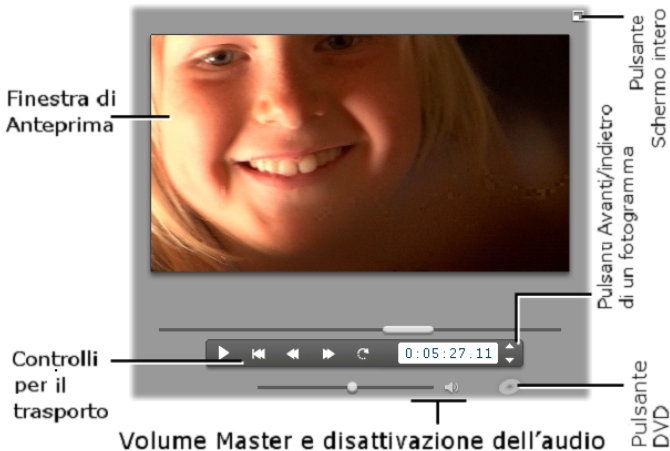 Pulsante
Schermo intero
Finestra di
Anteprima
Pulsanti Avanti/indietro
di un fotogramma
0:05:27.11
Controlli
per il
trasporto
Pulsante
DVD
Volume Master e disattivazione dell'audio